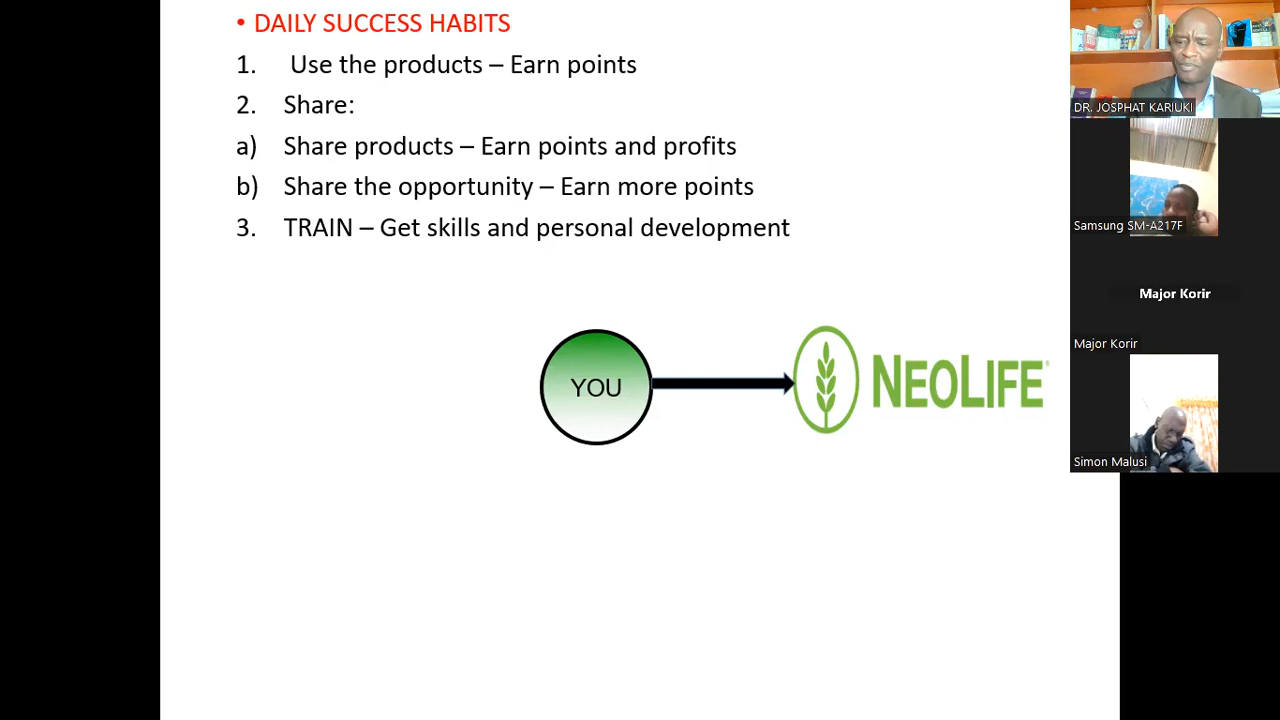 • DAILY SUCCESS HABITS
1. Use the products – Earn points
2. Share:
a) Share products – Earn points and profits
b) Share the opportunity – Earn more points
3. TRAIN – Get skills and personal development
YOU
NEOLIFE
DR. JOSPHAT KARIUKI
Samsung SM-A217F
Major Korir
Major Korir
Simon Malusi